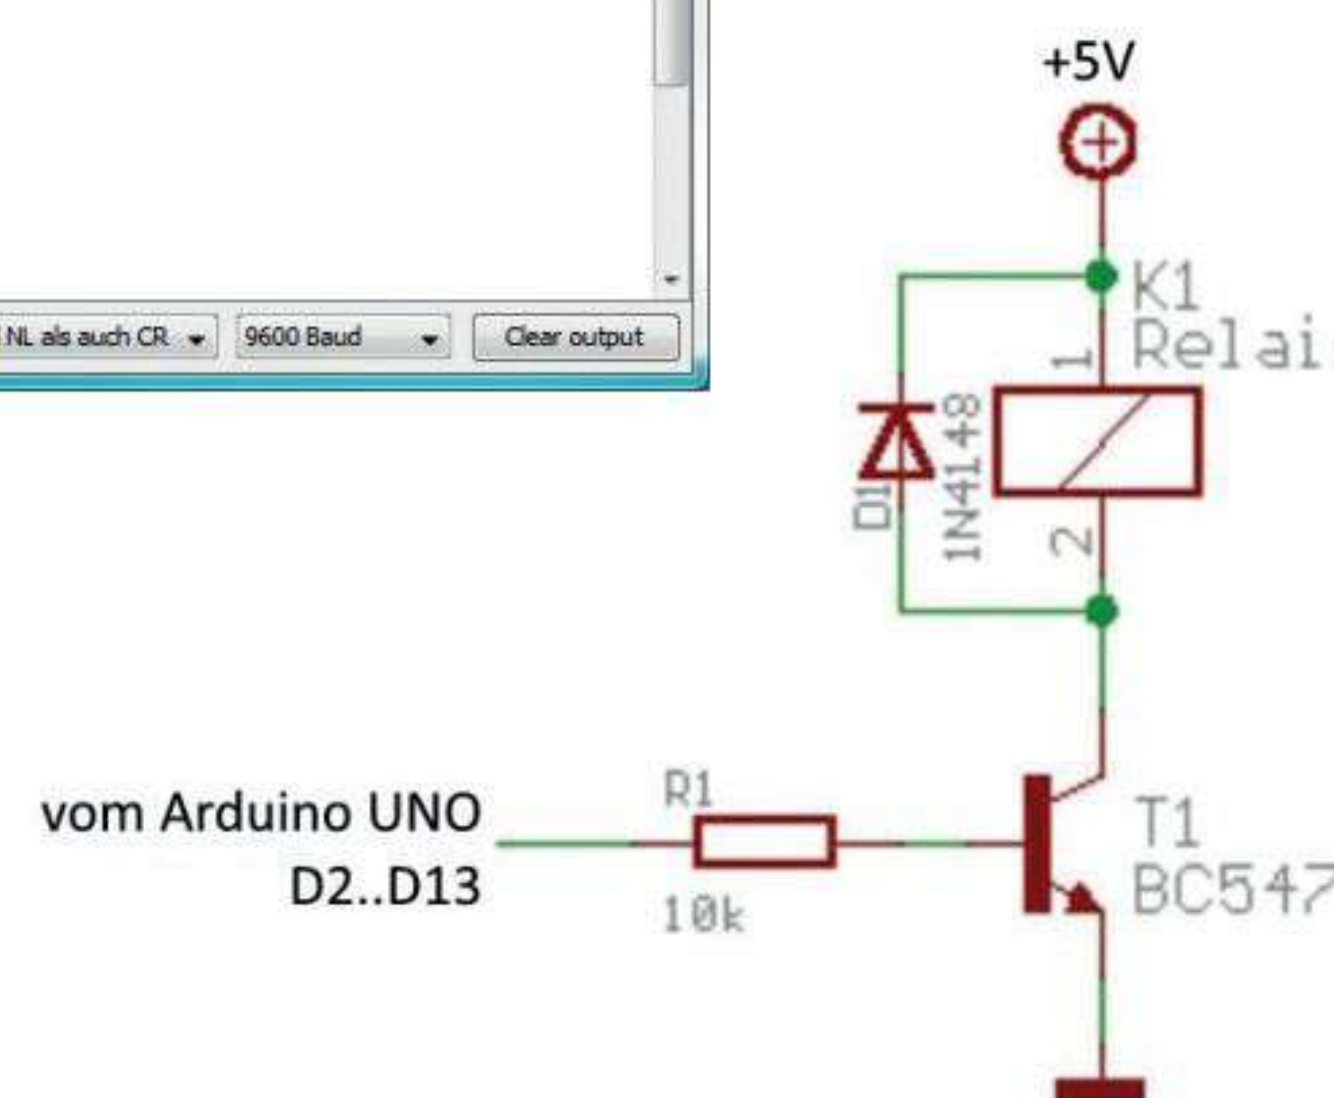 NL als auch CR
9600 Baud
Clear output
+5V
K1
Relai
1
1N4148
D1
2
vom Arduino UNO
D2..D13
R1
10k
T1
BC547